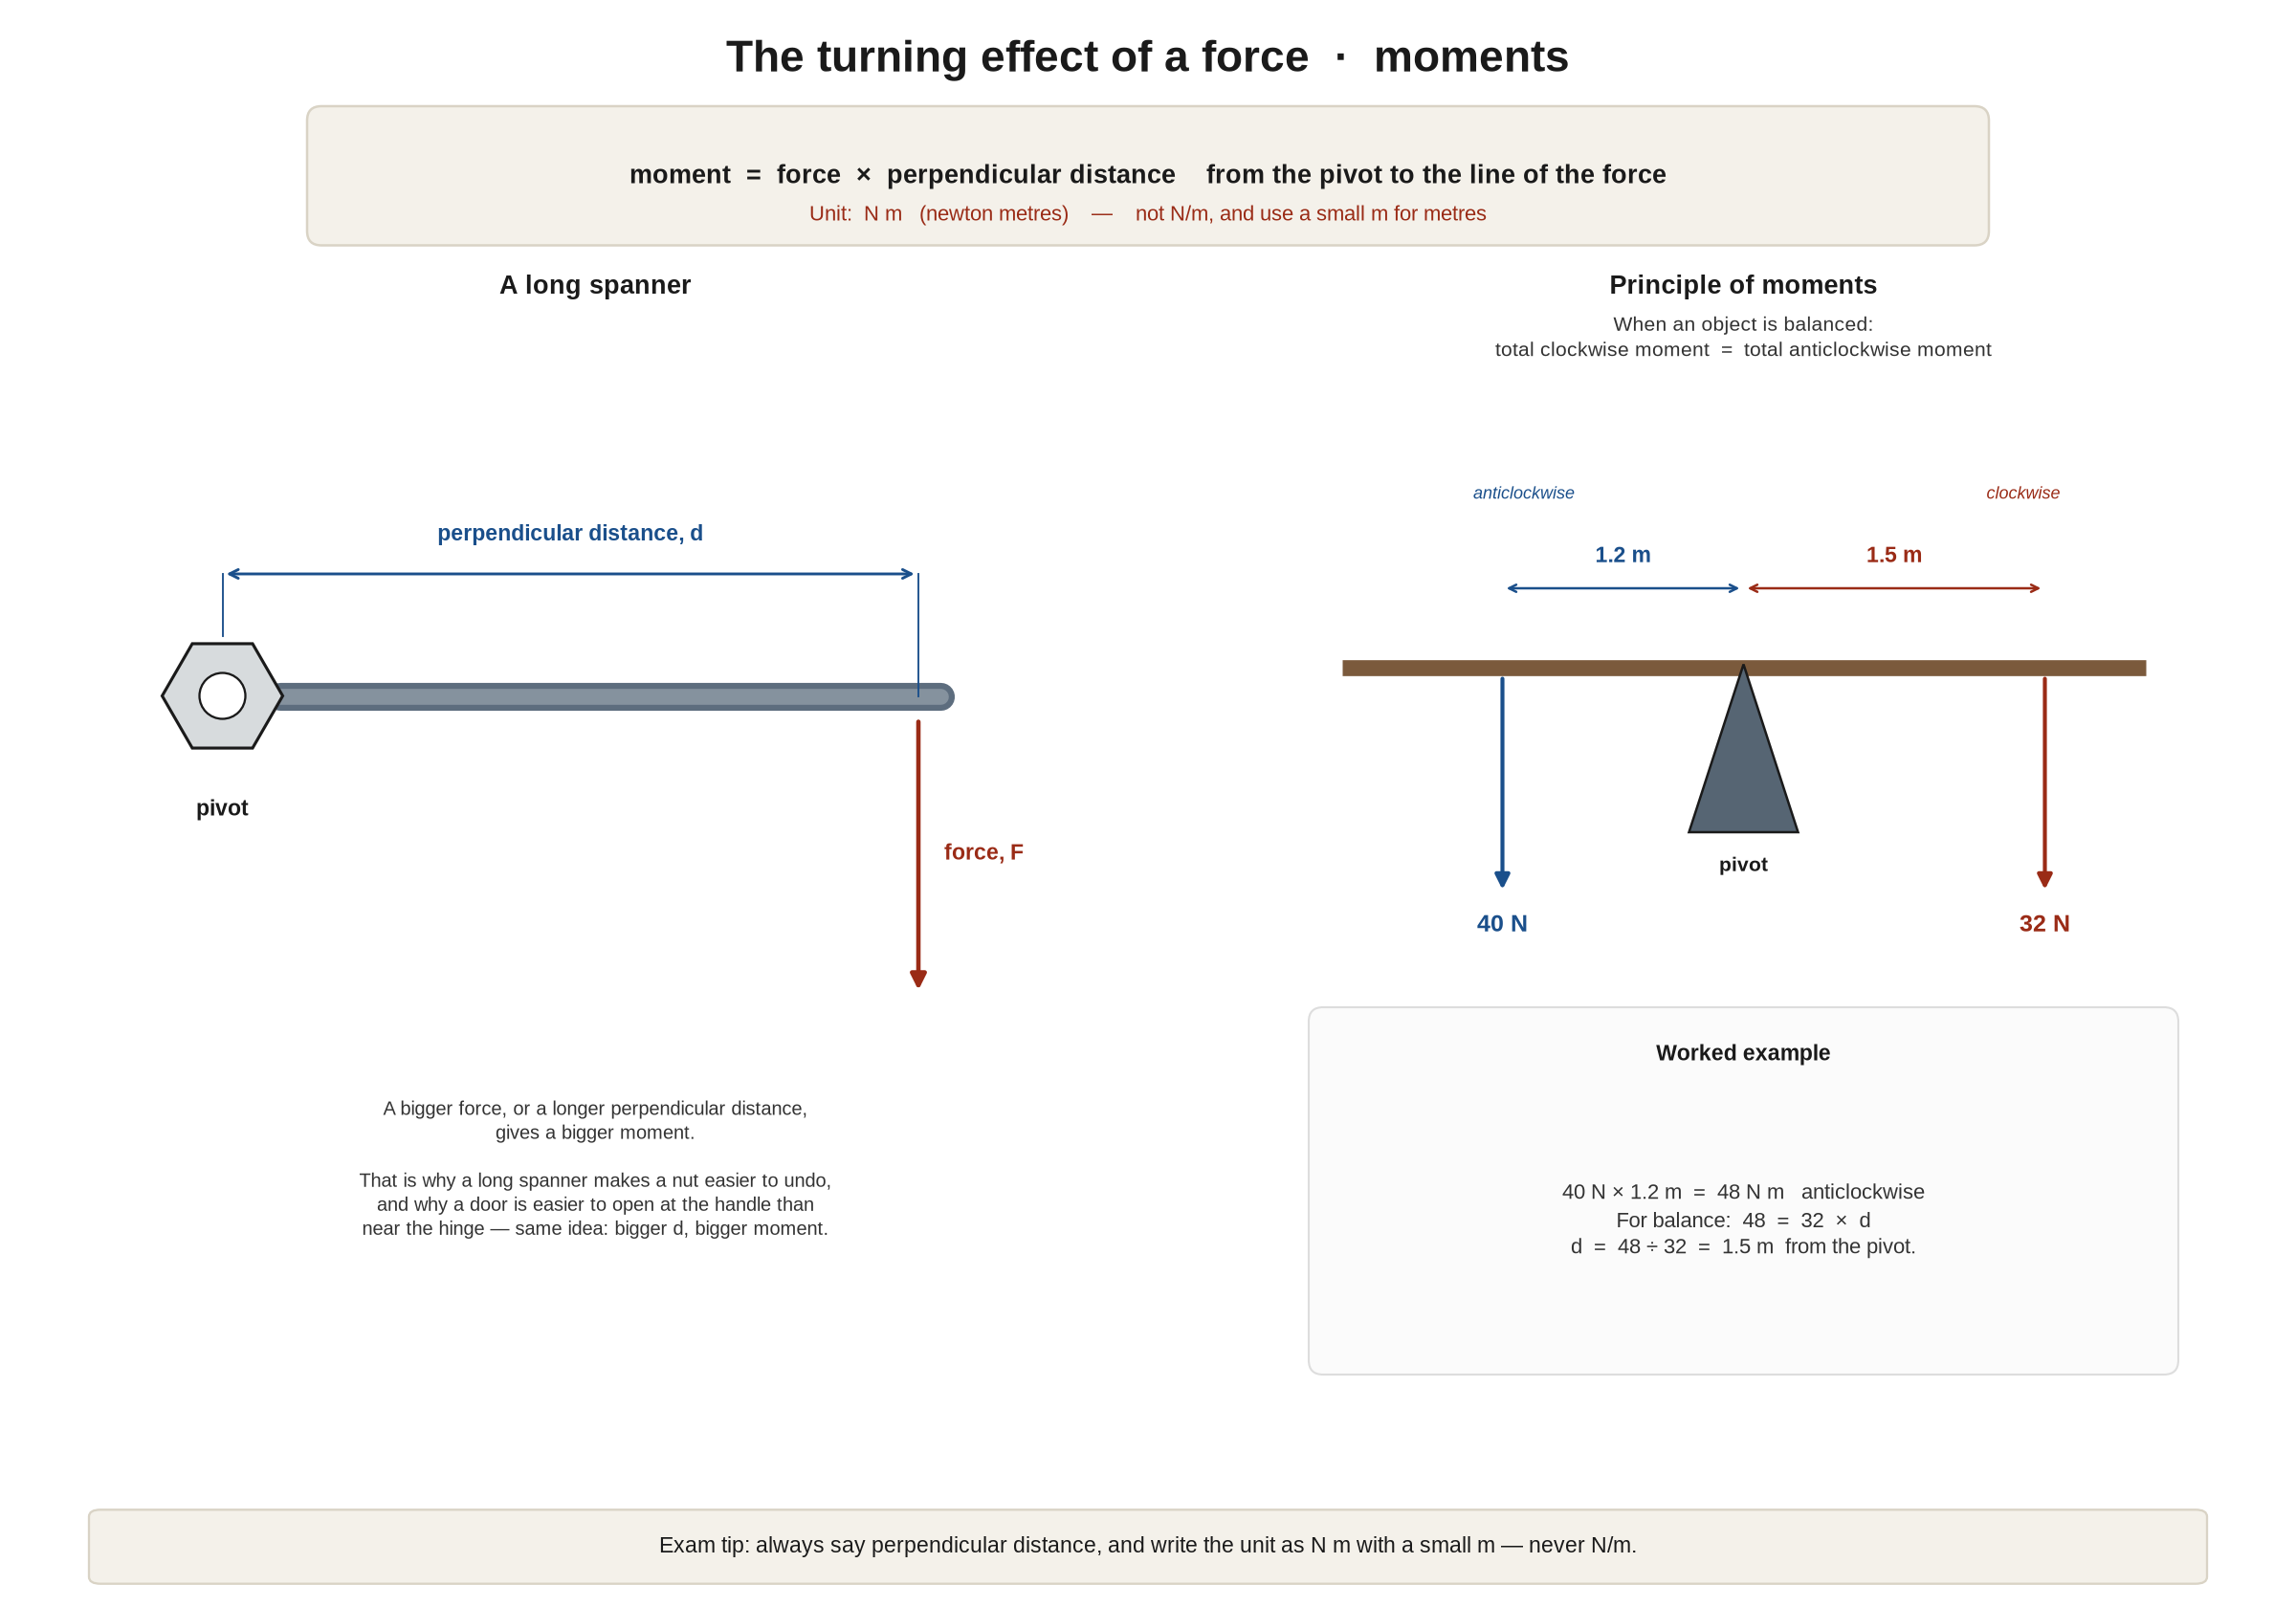 The turning effect of a force · moments
moment = force × perpendicular distance from the pivot to the line of the force
Unit: N m (newton metres) — not N/m, and use a small m for metres
A long spanner
perpendicular distance, d
pivot
force, F
A bigger force, or a longer perpendicular distance,
gives a bigger moment.
That is why a long spanner makes a nut easier to undo,
and why a door is easier to open at the handle than
near the hinge — same idea: bigger d, bigger moment.
Principle of moments
When an object is balanced:
total clockwise moment = total anticlockwise moment
anticlockwise
clockwise
1.2 m
1.5 m
pivot
40 N
32 N
Worked example
40 N × 1.2 m = 48 N m anticlockwise
For balance: 48 = 32 × d
d = 48 ÷ 32 = 1.5 m from the pivot.
Exam tip: always say perpendicular distance, and write the unit as N m with a small m — never N/m.